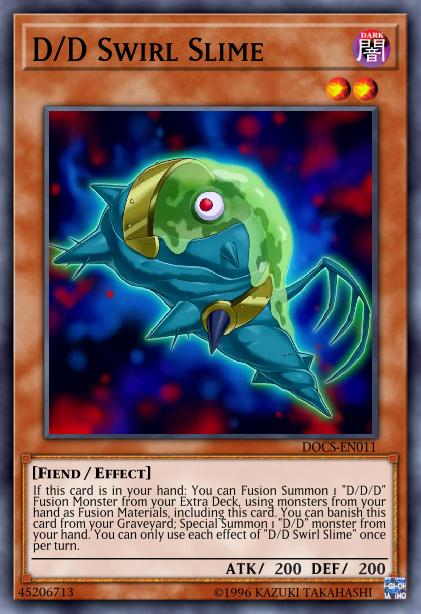 D/D Swirl Slime
DARK
闇
DOCS-EN011
[Fiend / Effect]
If this card is in your hand: You can Fusion Summon 1 "D/D/D"
Fusion Monster from your Extra Deck, using monsters from your
hand as Fusion Materials, including this card. You can banish this
card from your Graveyard; Special Summon 1 "D/D" monster from
your hand. You can only use each effect of "D/D Swirl Slime" once
per turn.
ATK/ 200 DEF/ 200
45206713
©1996 KAZUKI TAKAHASHI